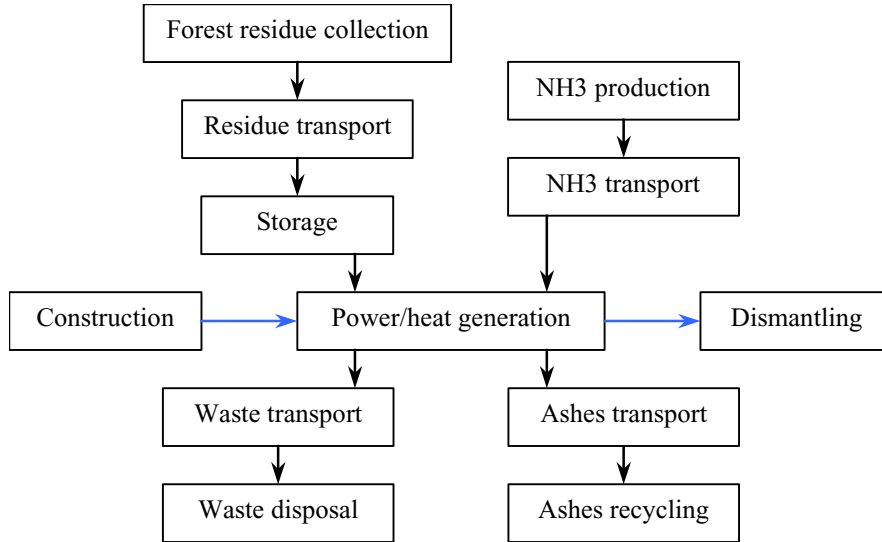 Forest residue collection
NH3 production
Residue transport
NH3 transport
Storage
Construction
Power/heat generation
Dismantling
Waste transport
Ashes transport
Waste disposal
Ashes recycling